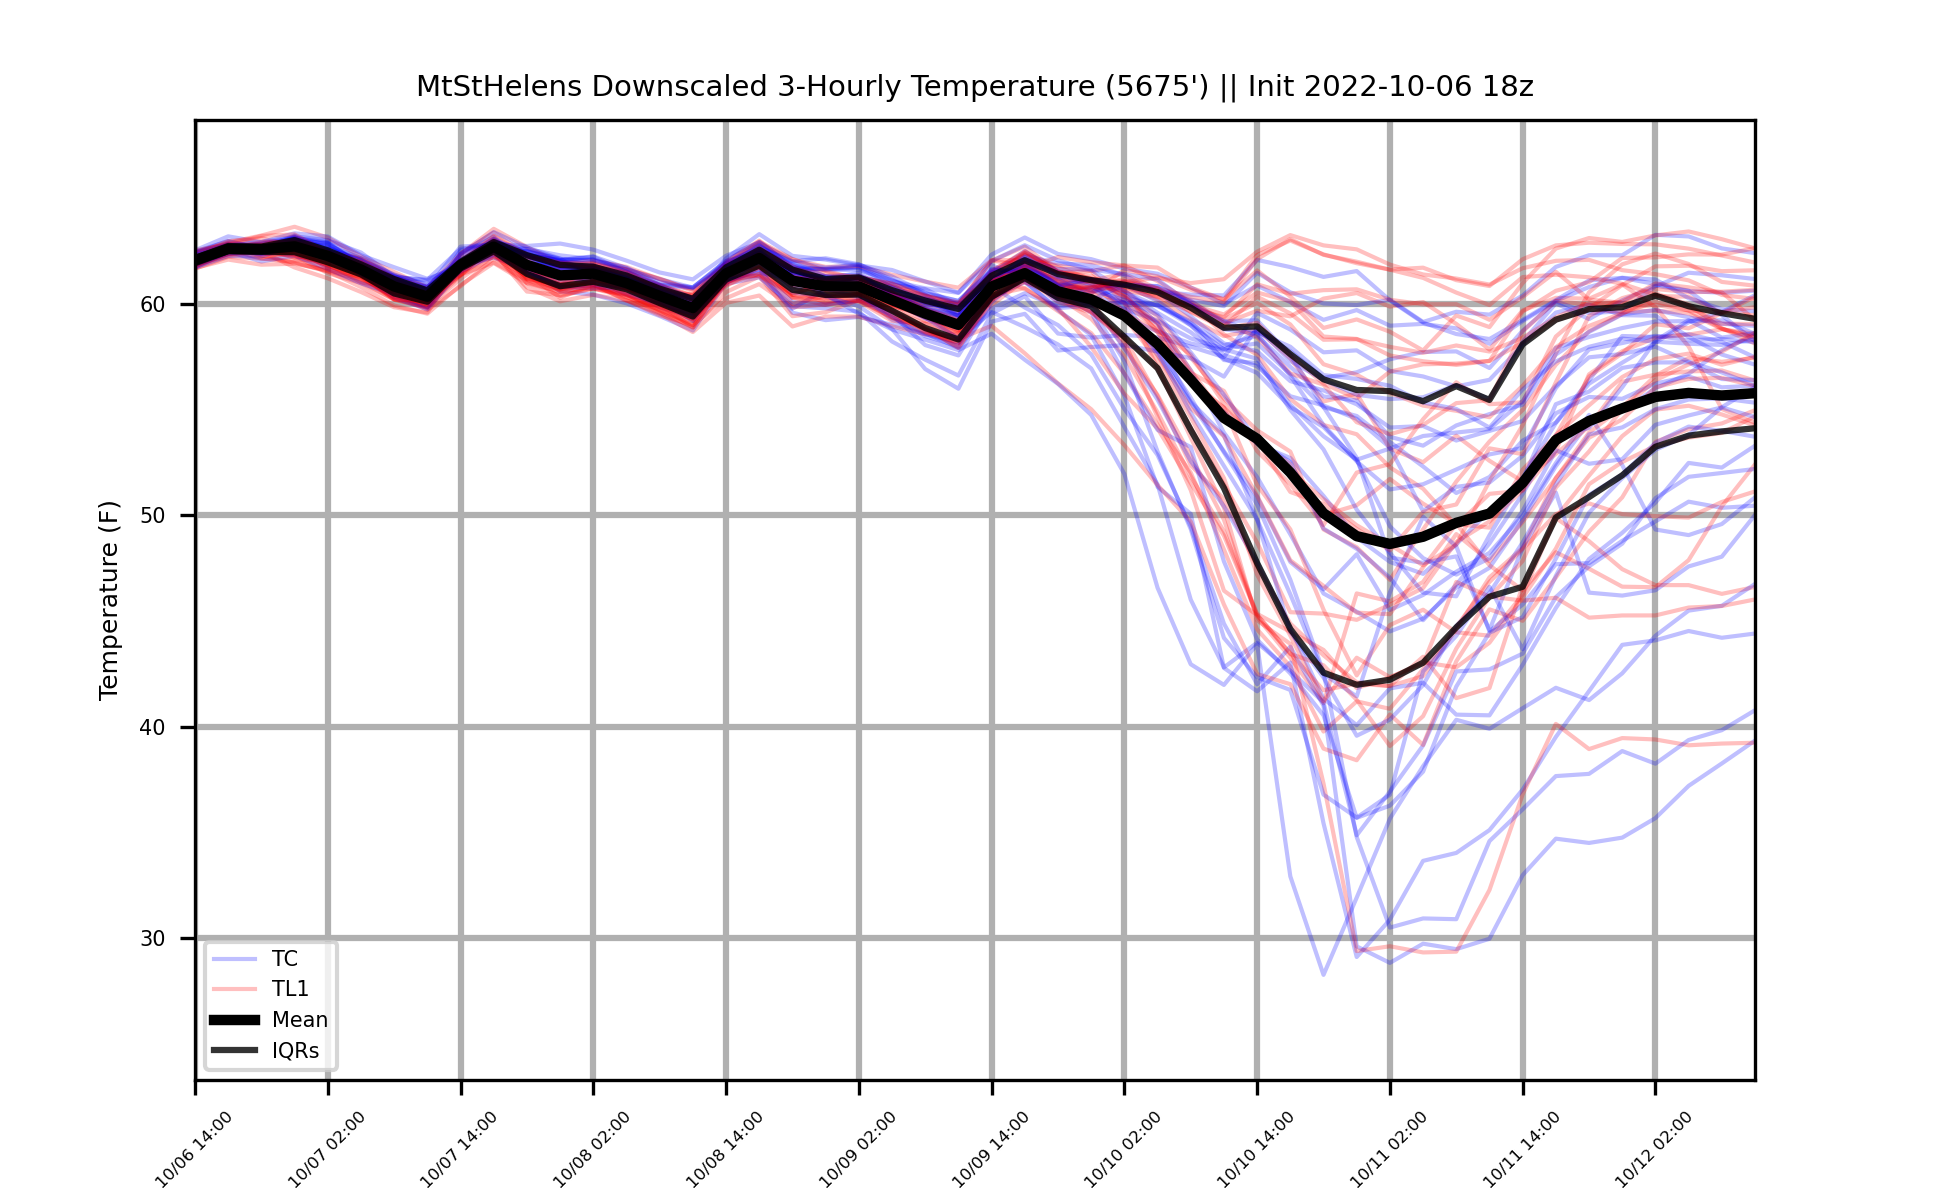 MtStHelens Downscaled 3-Hourly Temperature (5675') || Init 2022-10-06 18z
Temperature (F)
60
50
40
30
TC
TL1
Mean
IQRs
10/06 14:00
10/07 02:00
10/07 14:00
10/08 02:00
10/08 14:00
10/09 02:00
10/09 14:00
10/10 02:00
10/10 14:00
10/11 02:00
10/11 14:00
10/12 02:00